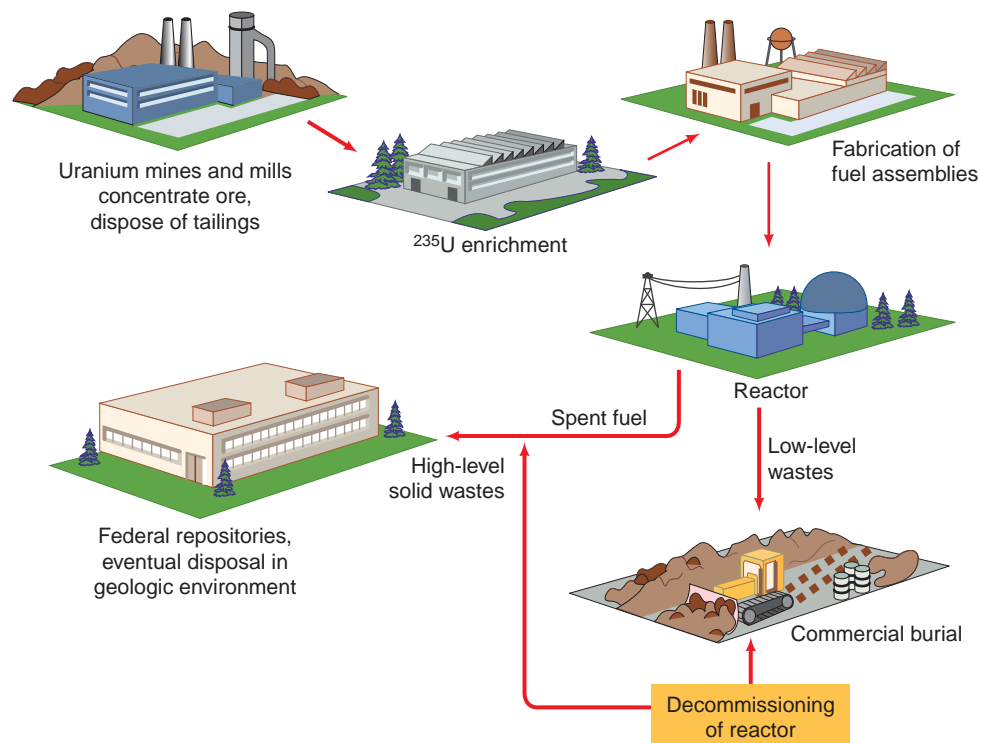 Uranium mines and mills
concentrate ore,
dispose of tailings
²³⁵U enrichment
Fabrication of
fuel assemblies
Reactor
Spent fuel
Low-level
wastes
High-level
solid wastes
Federal repositories,
eventual disposal in
geologic environment
Commercial burial
Decommissioning
of reactor